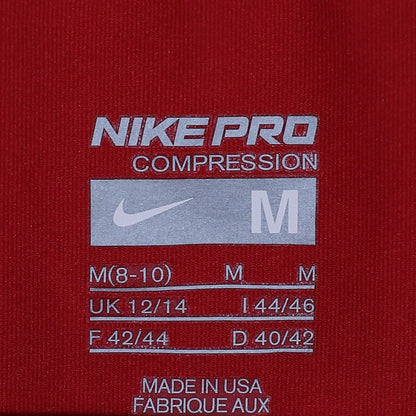 NIKE PRO
COMPRESSION
M
M(8-10) M M
UK 12/14 I 44/46
F 42/44 D 40/42
MADE IN USA
FABRIQUE AUX